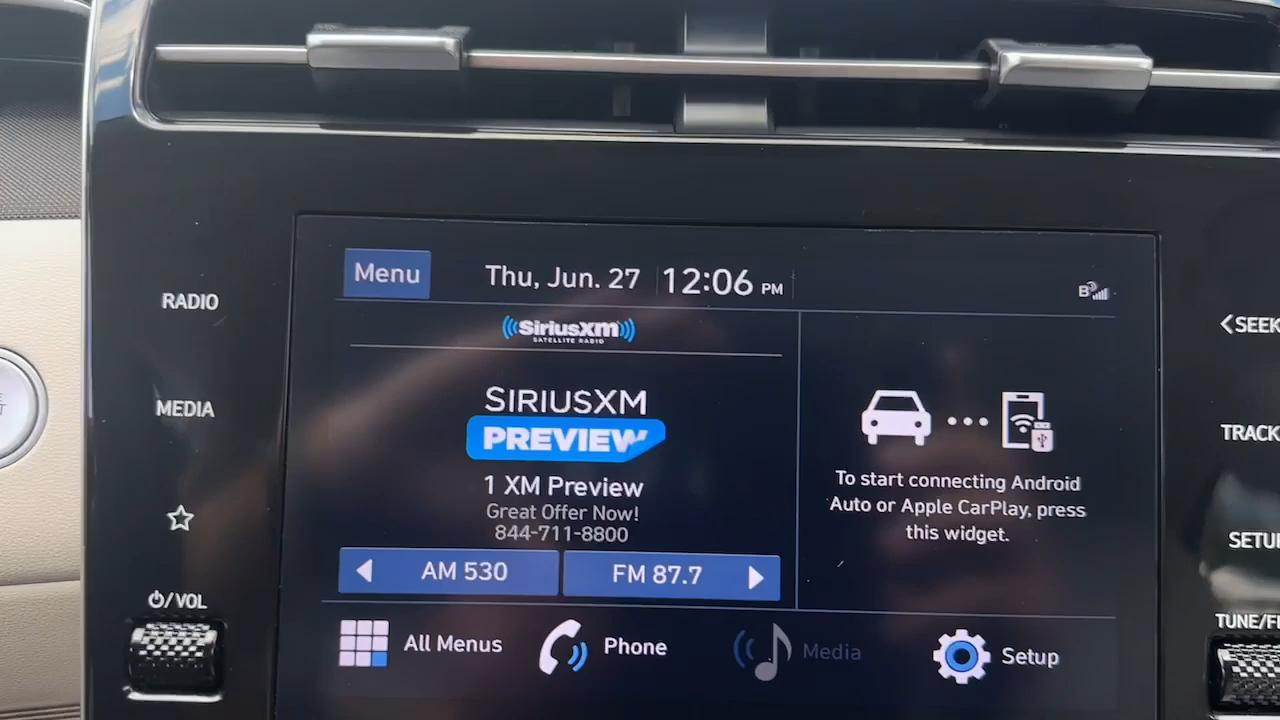 RADIO
MEDIA
/VOL
Menu
Thu, Jun. 27
12:06 PM
B
SiriusXm
SATELLITE RADIO
SIRIUSXM
PREVIEW
1 XM Preview
Great Offer Now!
844-711-8800
AM 530
FM 87.7
To start connecting Android
Auto or Apple CarPlay, press
this widget.
All Menus
Phone
Media
Setup
SEEK
TRACK
SETUP